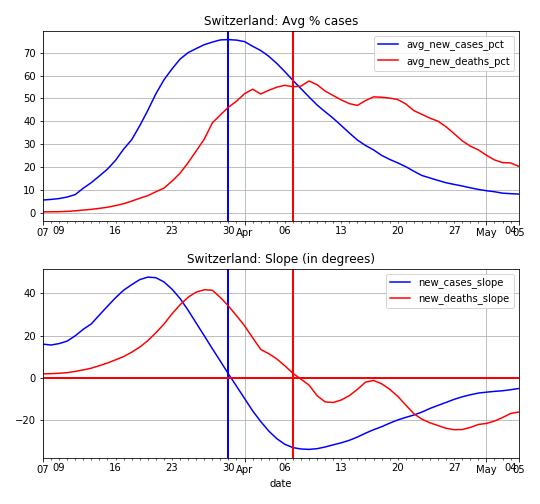 Switzerland: Avg % cases
70
60
50
40
30
20
10
0
avg_new_cases_pct
avg_new_deaths_pct
07 09 16 23 30 Apr 06 13 20 27 May 04 05
Switzerland: Slope (in degrees)
40
20
0
−20
new_cases_slope
new_deaths_slope
07 09 16 23 30 Apr 06 13 20 27 May 04 05
date